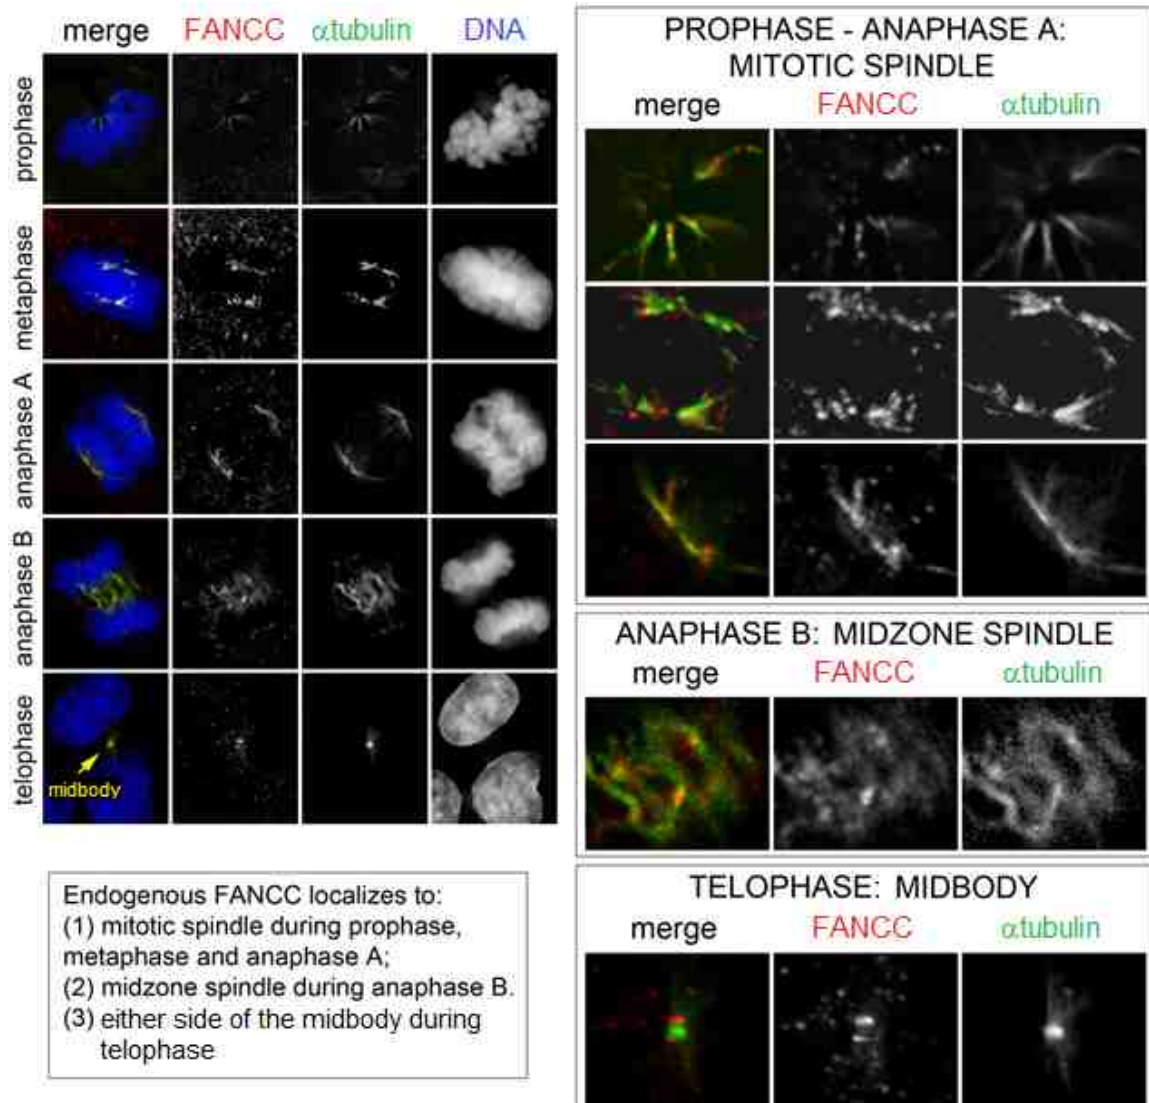 merge FANCC αtubulin DNA
prophase
metaphase
anaphase A
anaphase B
telophase
midbody
Endogenous FANCC localizes to:
(1) mitotic spindle during prophase,
metaphase and anaphase A;
(2) midzone spindle during anaphase B.
(3) either side of the midbody during
telophase
PROPHASE - ANAPHASE A:
MITOTIC SPINDLE
merge FANCC αtubulin
ANAPHASE B: MIDZONE SPINDLE
merge FANCC αtubulin
TELOPHASE: MIDBODY
merge FANCC αtubulin